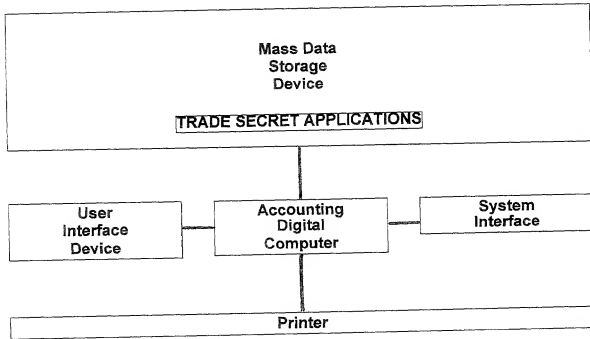 Mass Data
Storage
Device
TRADE SECRET APPLICATIONS
User
Interface
Device
Accounting
Digital
Computer
System
Interface
Printer